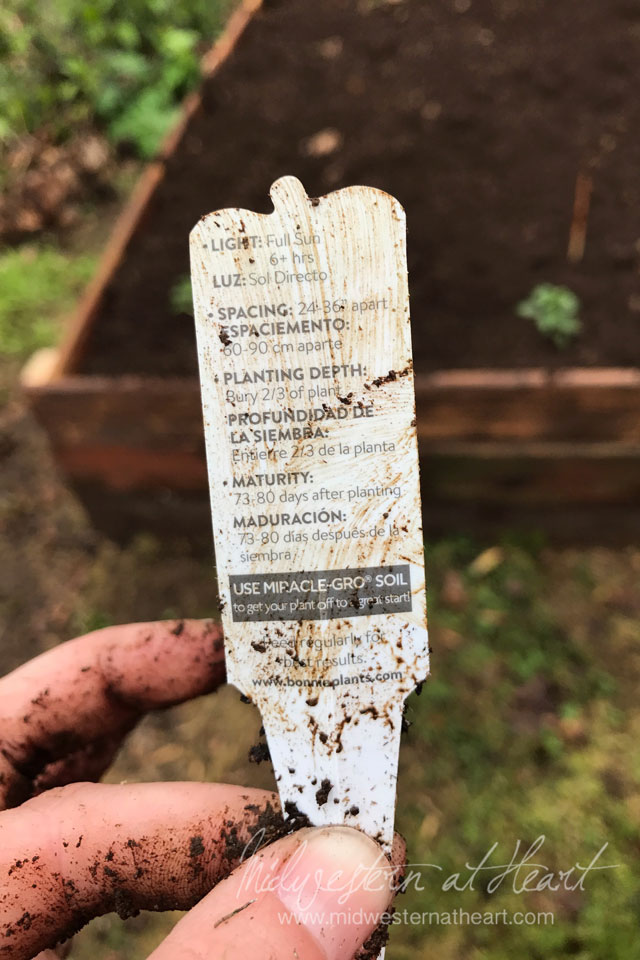 • LIGHT: Full Sun
6+ hrs
LUZ: Sol Directo
• SPACING: 24-36" apart
ESPACIEMENTO:
60-90 cm aparte
• PLANTING DEPTH:
Bury 2/3 of plant
PROFUNDIDAD DE
LA SIEMBRA:
Entierre 2/3 de la planta
• MATURITY:
73-80 days after planting
MADURACIÓN:
73-80 días después de la
siembra
USE MIRACLE-GRO® SOIL
to get your plant off to a great start!
Feed regularly for
best results.
www.bonnieplants.com
Midwestern at Heart
www.midwesternatheart.com